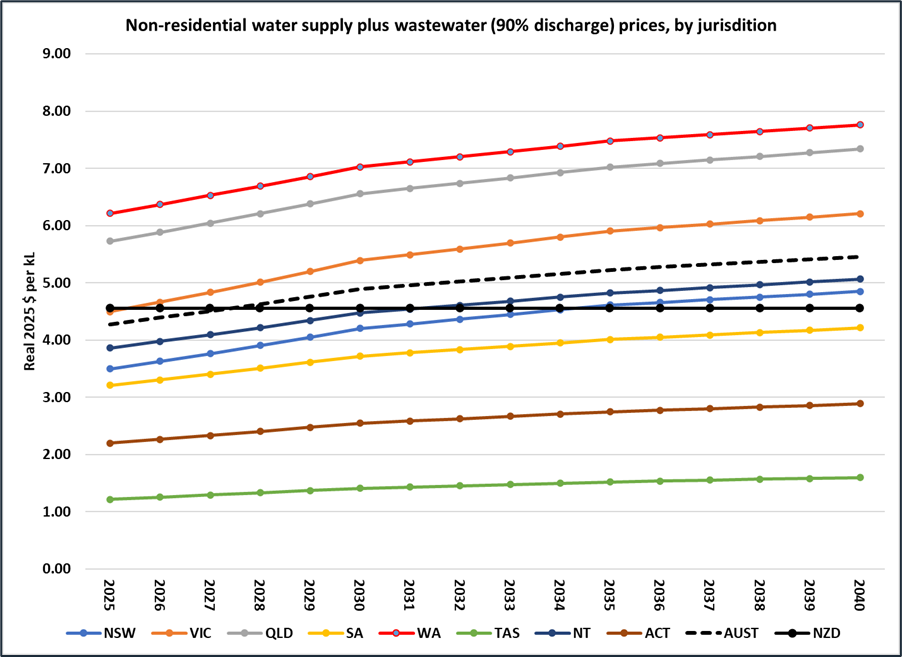 Non-residential water supply plus wastewater (90% discharge) prices, by jurisdition
Real 2025 $ per kL
9.00
8.00
7.00
6.00
5.00
4.00
3.00
2.00
1.00
0.00
2025 2026 2027 2028 2029 2030 2031 2032 2033 2034 2035 2036 2037 2038 2039 2040
NSW VIC QLD SA WA TAS NT ACT AUST NZD